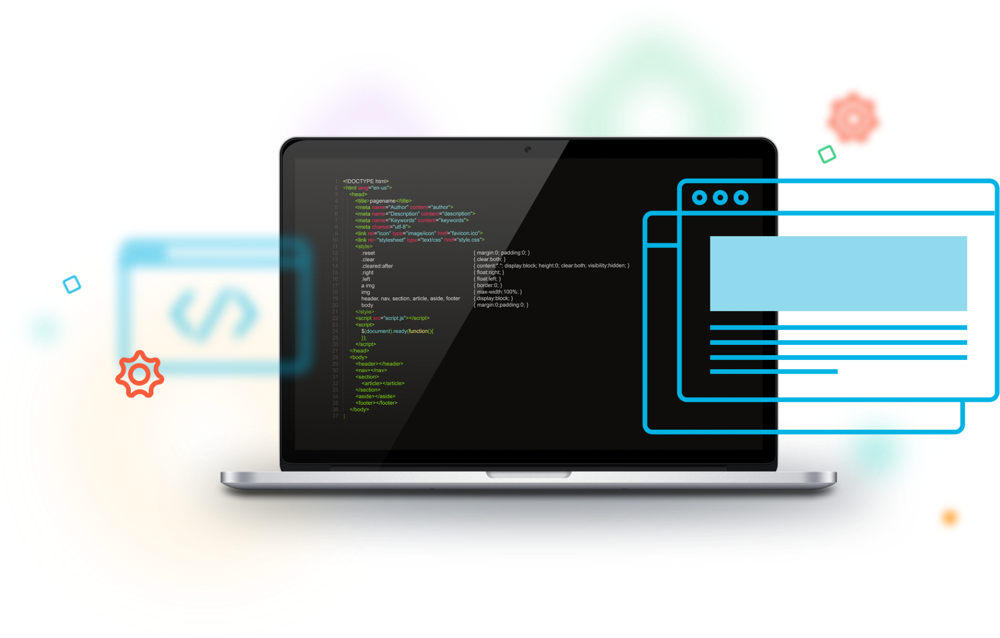 1 <!DOCTYPE html>
2 <html lang="en-us">
3 <head>
4 <title>pagename</title>
5 <meta name="Author" content="author">
6 <meta name="Description" content="description">
7 <meta name="Keywords" content="keywords">
8 <meta charset="utf-8">
9 <link rel="icon" type="image/icon" href="favicon.ico">
10 <link rel="stylesheet" type="text/css" href="style.css">
11 <style>
12 .reset { margin:0; padding:0; }
13 .clear { clear:both; }
14 .cleared:after { content:"."; display:block; height:0; clear:both; visibility:hidden; }
15 .right { float:right; }
16 .left { float:left; }
17 a img { border:0; }
18 img { max-width:100%; }
19 header, nav, section, article, aside, footer { display:block; }
20 body { margin:0;padding:0; }
21 </style>
22 <script src="script.js"></script>
23 <script>
24 $(document).ready(function(){
25 });
26 </script>
27 </head>
28 <body>
29 <header></header>
30 <nav></nav>
31 <section>
32 <article></article>
33 </section>
34 <aside></aside>
35 <footer></footer>
36 </body>
37
</>